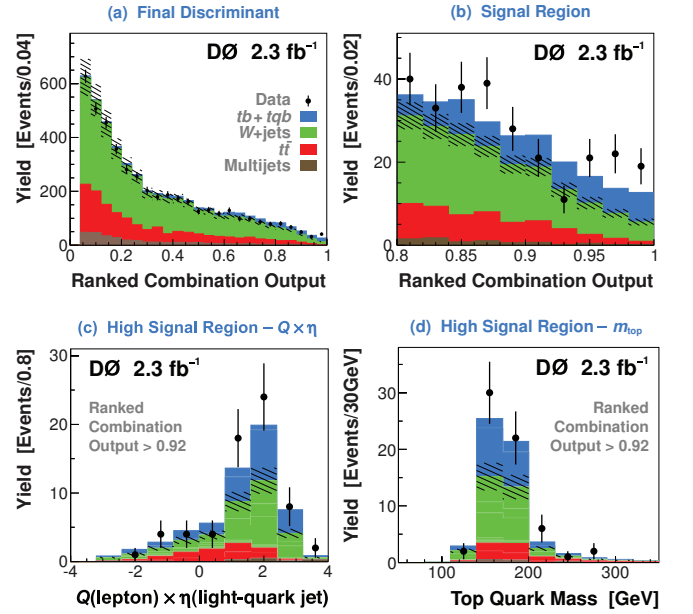 (a) Final Discriminant
Yield [Events/0.04]
600
400
200
0
DØ 2.3 fb⁻¹
Data
tb + tqb
W+jets
tt̄
Multijets
0 0.2 0.4 0.6 0.8 1
Ranked Combination Output
(b) Signal Region
Yield [Events/0.02]
40
20
0
DØ 2.3 fb⁻¹
0.8 0.85 0.9 0.95 1
Ranked Combination Output
(c) High Signal Region – Q × η
Yield [Events/0.8]
30
20
10
0
DØ 2.3 fb⁻¹
Ranked
Combination
Output > 0.92
-4 -2 0 2 4
Q(lepton) × η(light-quark jet)
(d) High Signal Region – mtop
Yield [Events/30GeV]
30
20
10
0
DØ 2.3 fb⁻¹
Ranked
Combination
Output > 0.92
100 200 300
Top Quark Mass [GeV]